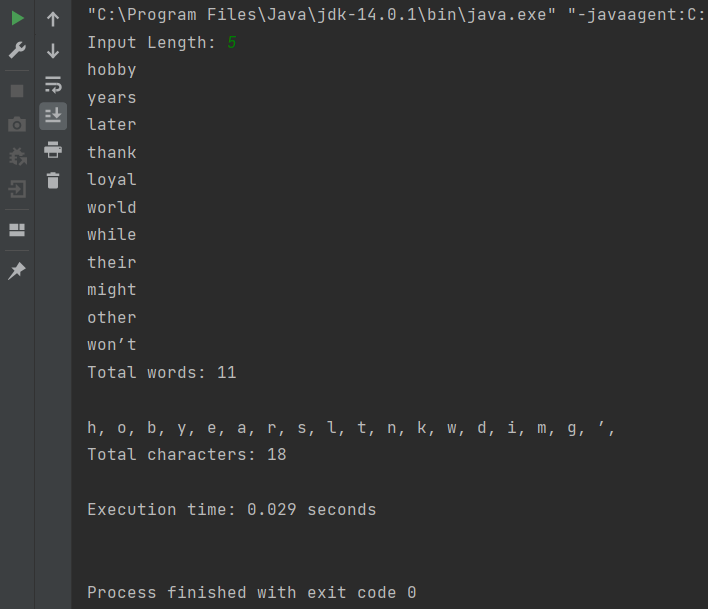 "C:\Program Files\Java\jdk-14.0.1\bin\java.exe" "-javaagent:C:
Input Length: 5
hobby
years
later
thank
loyal
world
while
their
might
other
won’t
Total words: 11
h, o, b, y, e, a, r, s, l, t, n, k, w, d, i, m, g, ’,
Total characters: 18
Execution time: 0.029 seconds
Process finished with exit code 0